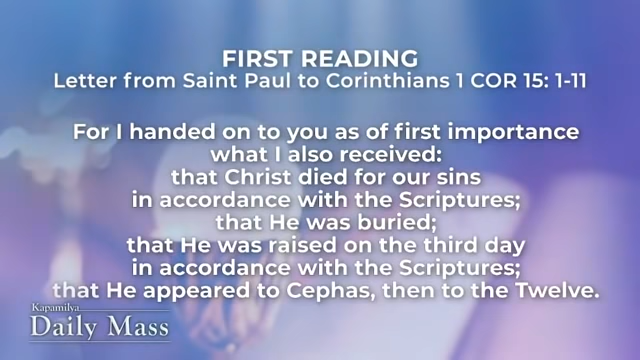 FIRST READING
Letter from Saint Paul to Corinthians 1 COR 15: 1-11
For I handed on to you as of first importance
what I also received:
that Christ died for our sins
in accordance with the Scriptures;
that He was buried;
that He was raised on the third day
in accordance with the Scriptures;
that He appeared to Cephas, then to the Twelve.
Kapamilya
Daily Mass